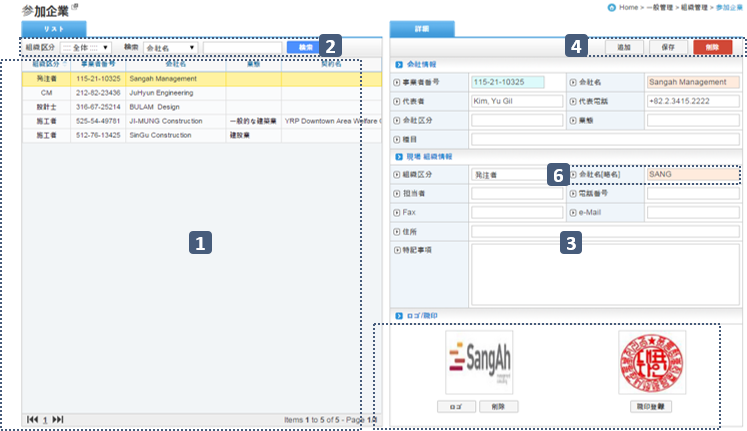 参加企業
Home > 一般管理 > 組織管理 > 参加企業
リスト
組織区分 ::: 全体 ::: 検索 会社名 検索 2
組織区分 事業者番号 会社名 業態 契約名
発注者 115-21-10325 Sangah Management
CM 212-82-23436 JuHyun Engineering
設計士 316-67-25214 BULAM Design
施工者 525-54-49781 JI-MUNG Construction 一般的な建築業 YRP Downtown Area Welfare C
施工者 512-76-13425 SinGu Construction 建設業
1
1 Items 1 to 5 of 5 - Page 1
詳細
4 追加 保存 削除
会社情報
事業者番号 115-21-10325 会社名 Sangah Management
代表者 Kim, Yu Gil 代表電話 +82.2.3415.2222
会社区分 業態
種目
現場 組織情報
組織区分 発注者 6 会社名[略名] SANG
担当者 電話番号
Fax e-Mail
住所 3
特記事項
ロゴ/職印
SangAh
ロゴ 削除 職印登録